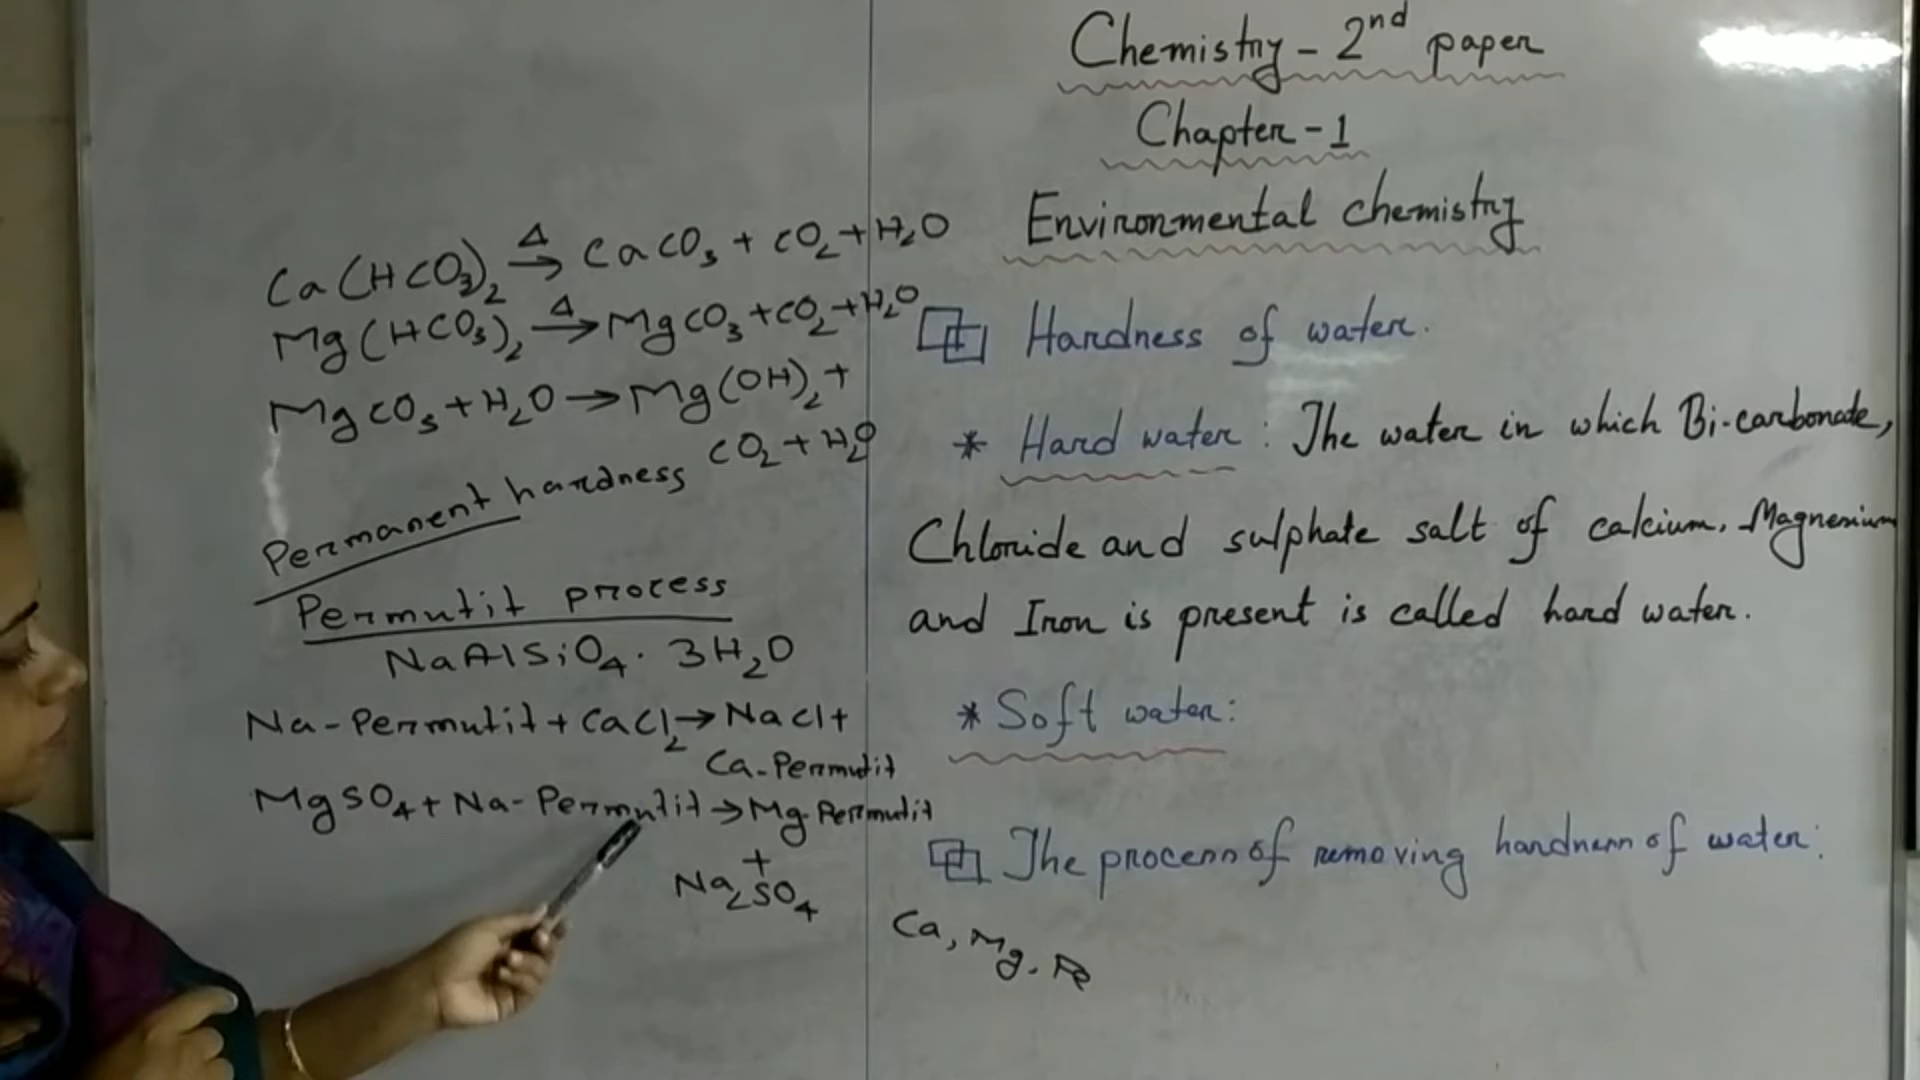 Chemistry - 2nd paper
Chapter - 1
Environmental chemistry
Hardness of water.
* Hard water : The water in which Bi-carbonate,
Chloride and sulphate salt of calcium, Magnesium
and Iron is present is called hard water.
* Soft water:
The process of removing hardness of water:
Ca, Mg, Fe
Ca(HCO3)2 Δ→ CaCO3 + CO2 + H2O
Mg(HCO3)2 Δ→ MgCO3 + CO2 + H2O
MgCO3 + H2O → Mg(OH)2 +
CO2 + H2O
Permanent hardness
Permutit process
NaAlSiO4 · 3H2O
Na-Permutit + CaCl2 → NaCl +
Ca-Permutit
MgSO4 + Na-Permutit → Mg-Permutit
+
Na2SO4